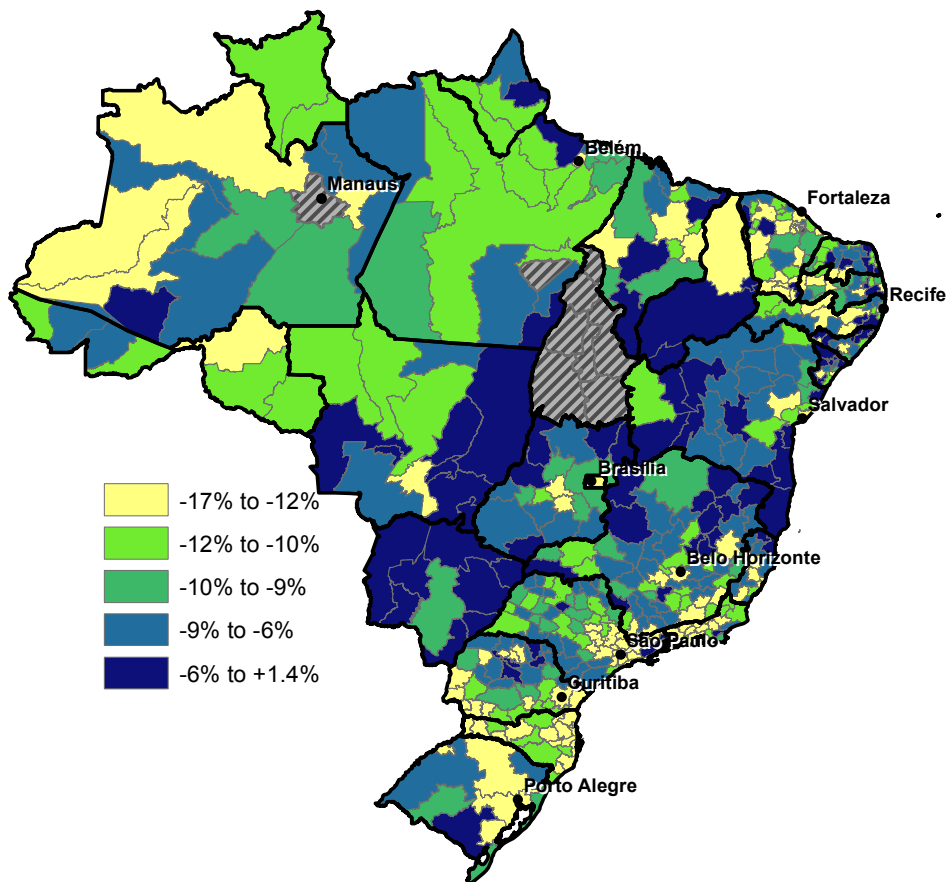 Belém
Manaus
Fortaleza
Recife
Salvador
Brasília
-17% to -12%
-12% to -10%
-10% to -9%
-9% to -6%
-6% to +1.4%
Belo Horizonte
São Paulo
Curitiba
Porto Alegre